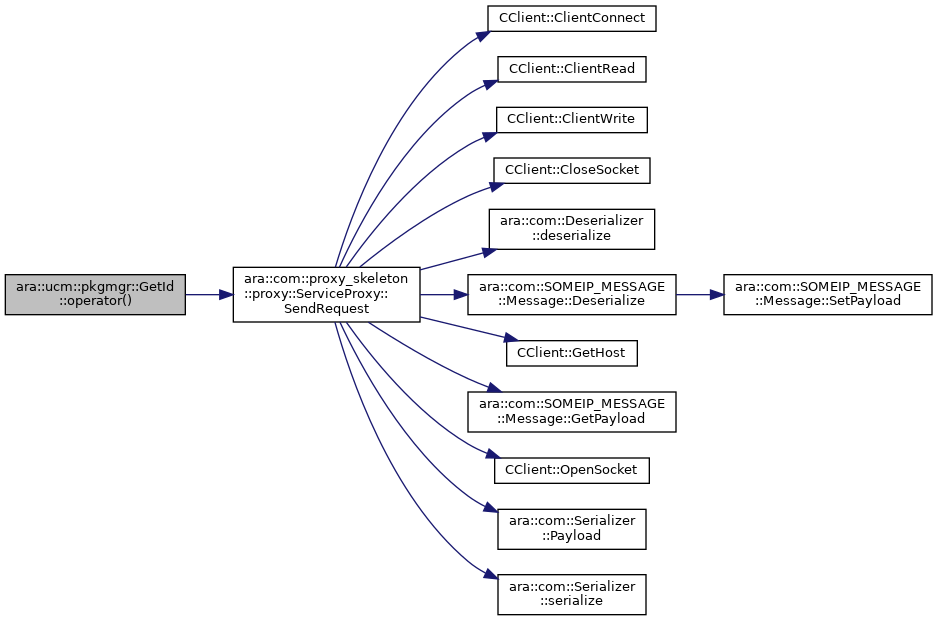 ara::ucm::pkgmgr::GetId
::operator()
ara::com::proxy_skeleton
::proxy::ServiceProxy::
SendRequest
CClient::ClientConnect
CClient::ClientRead
CClient::ClientWrite
CClient::CloseSocket
ara::com::Deserializer
::deserialize
ara::com::SOMEIP_MESSAGE
::Message::Deserialize
ara::com::SOMEIP_MESSAGE
::Message::SetPayload
CClient::GetHost
ara::com::SOMEIP_MESSAGE
::Message::GetPayload
CClient::OpenSocket
ara::com::Serializer
::Payload
ara::com::Serializer
::serialize